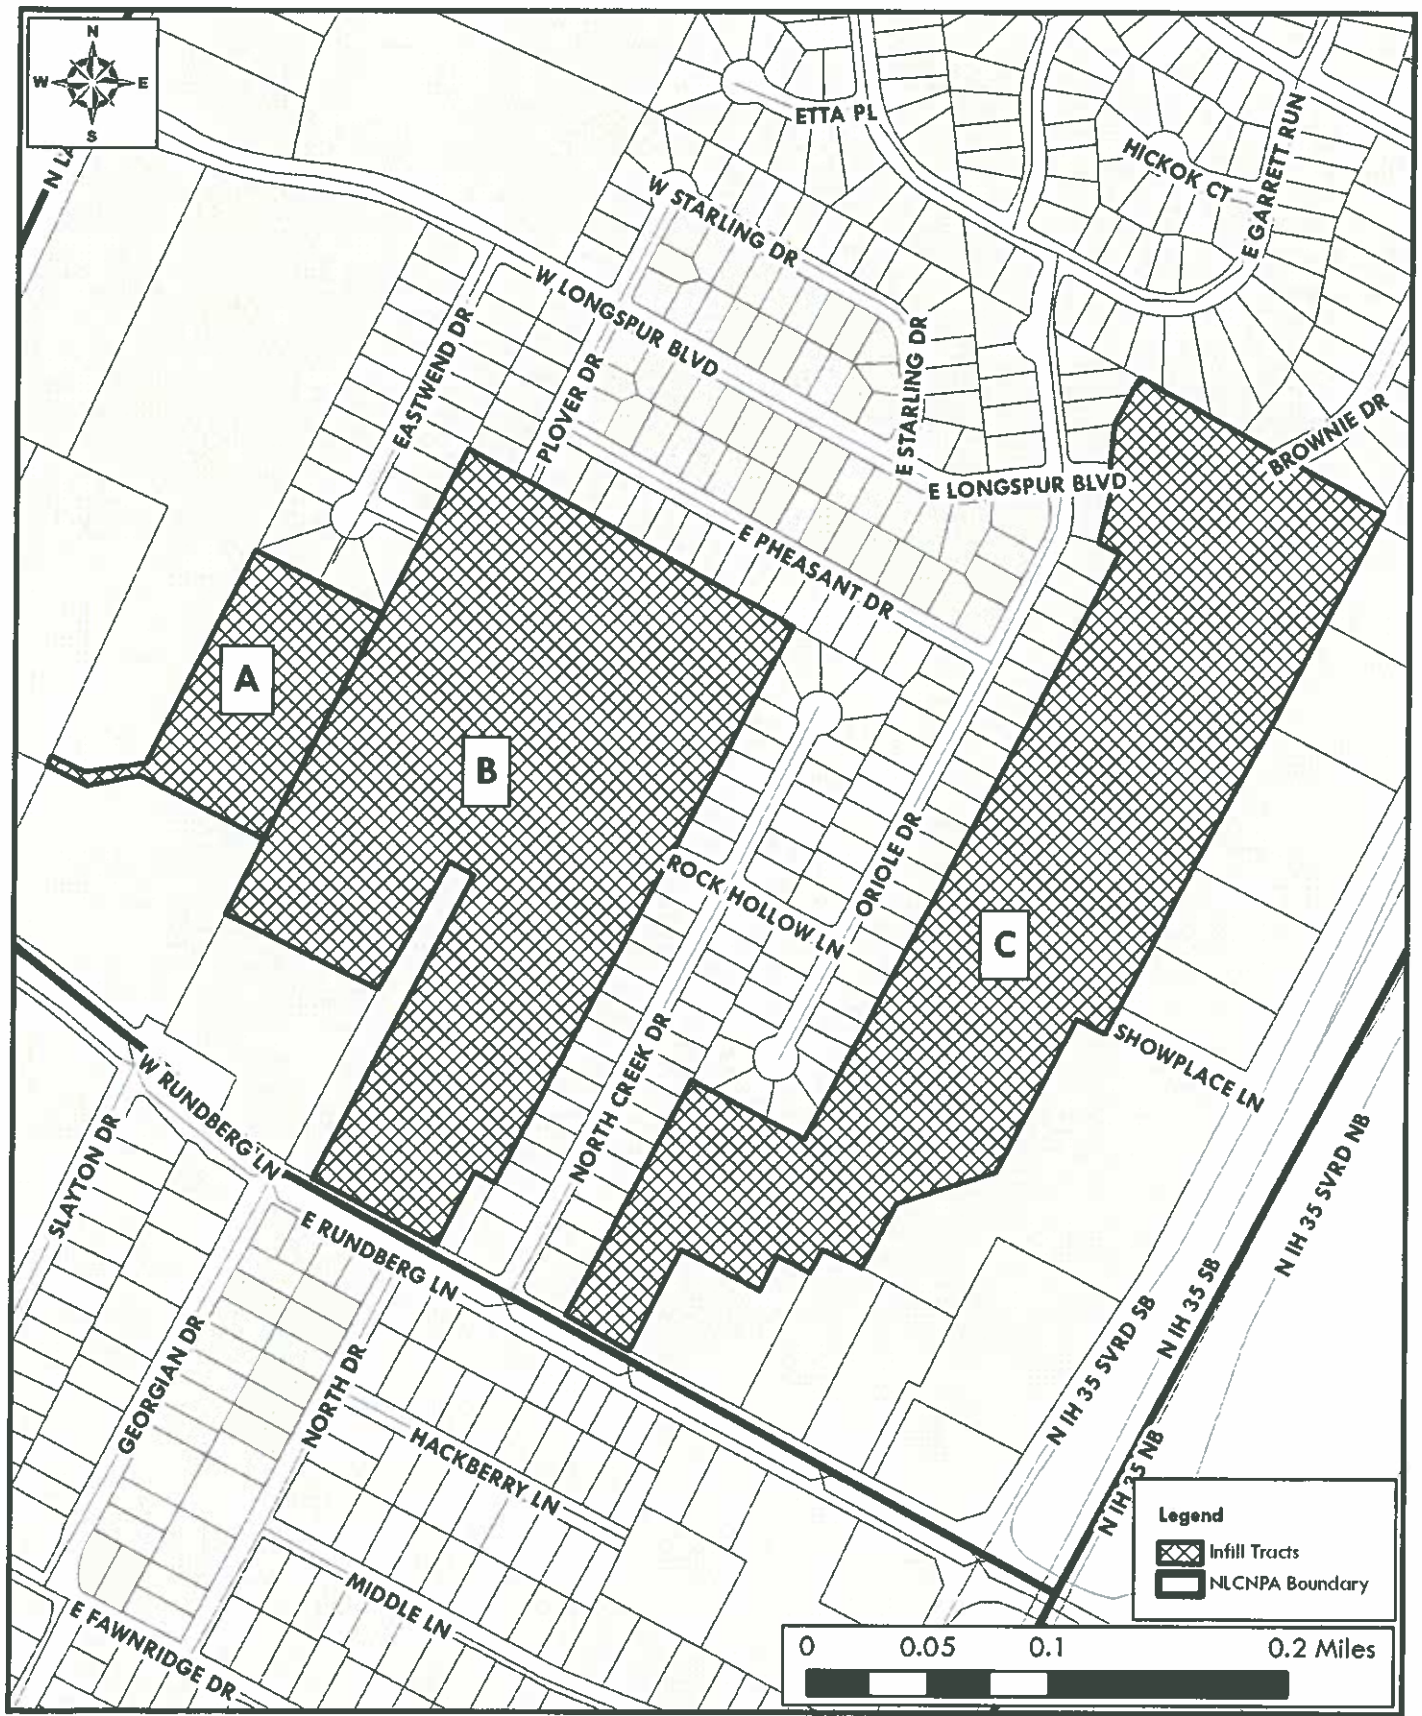 N
W E
S
N LA
ETTA PL
HICKOK CT
E GARRETT RUN
W STARLING DR
W LONGSPUR BLVD
EASTWEND DR
PLOVER DR
E STARLING DR
BROWNIE DR
E LONGSPUR BLVD
E PHEASANT DR
A
B
ROCK HOLLOW LN
ORIOLE DR
C
SHOWPLACE LN
NORTH CREEK DR
W RUNDBERG LN
SLAYTON DR
E RUNDBERG LN
N IH 35 SVRD NB
N IH 35 SB
N IH 35 SVRD SB
GEORGIAN DR
NORTH DR
HACKBERRY LN
N IH 35 NB
MIDDLE LN
E FAWNRIDGE DR
Legend
Infill Tracts
NLCNPA Boundary
0 0.05 0.1 0.2 Miles